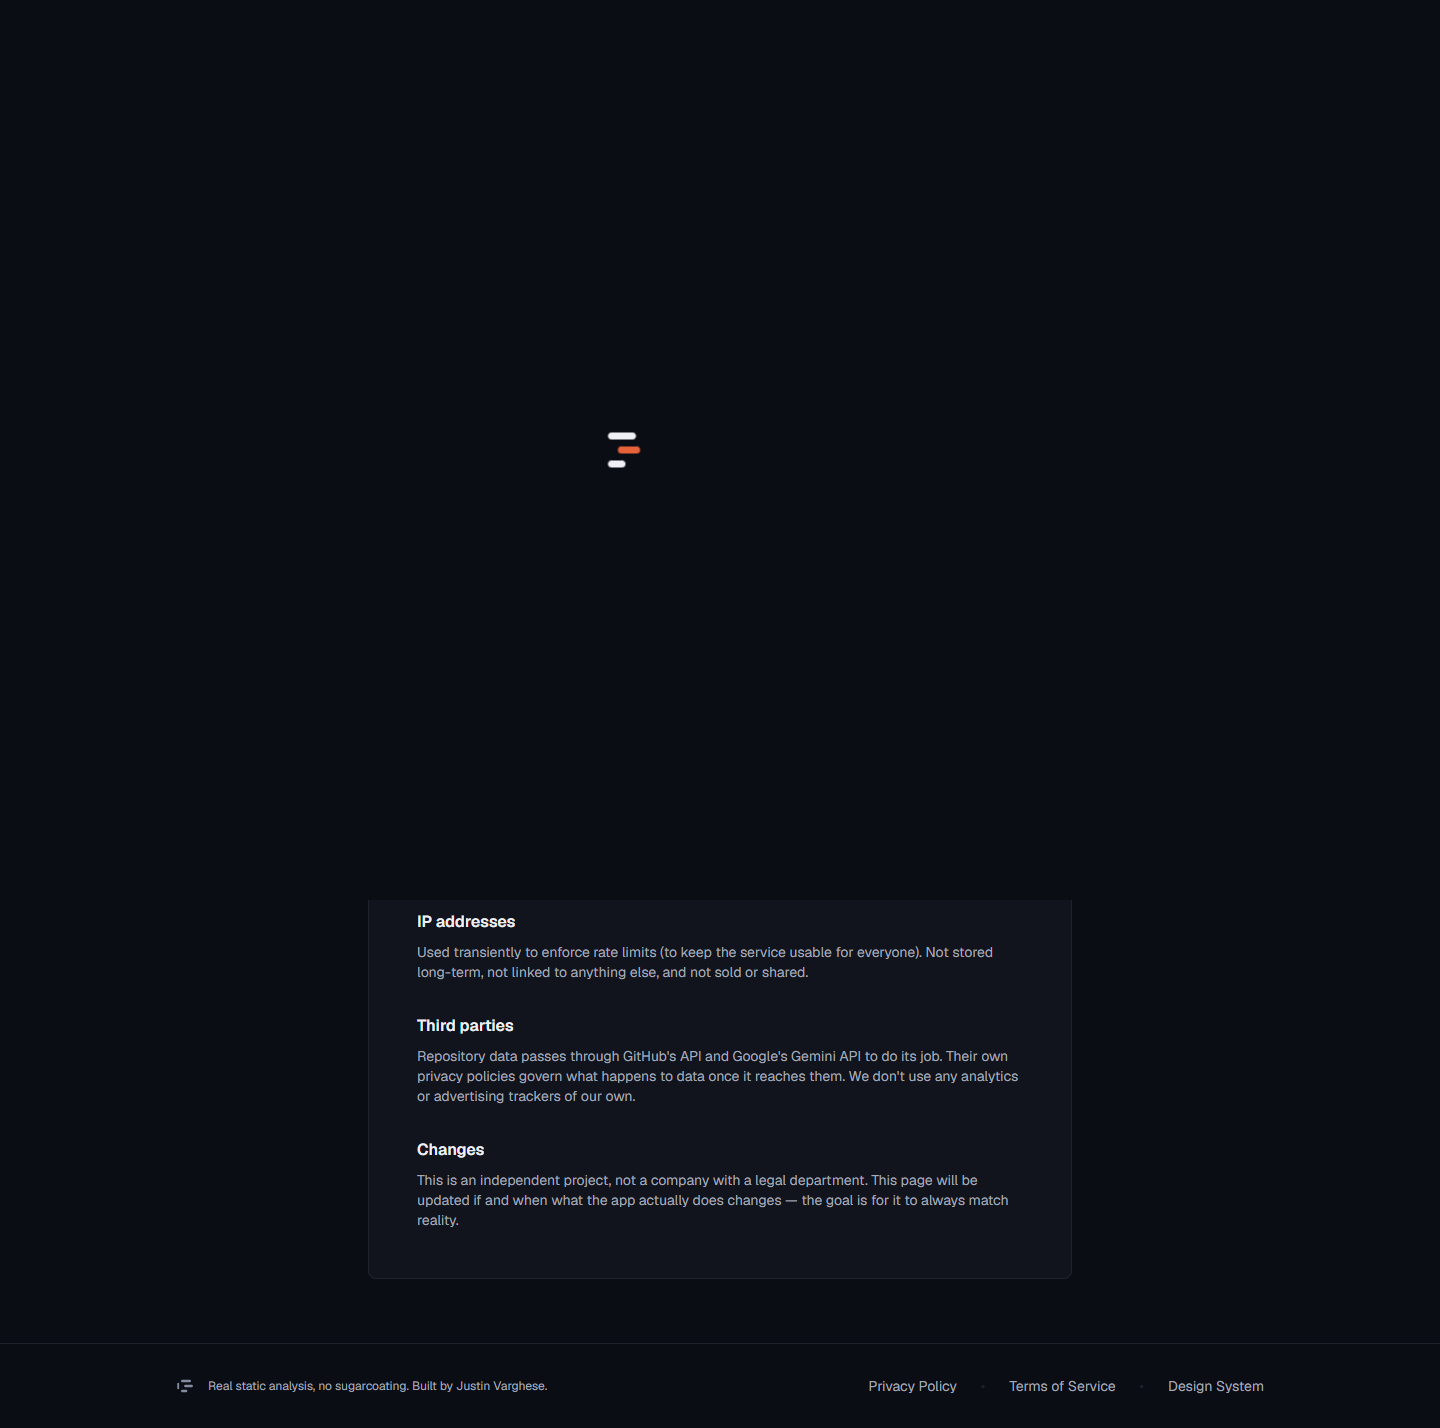 IP addresses
Used transiently to enforce rate limits (to keep the service usable for everyone). Not stored
long-term, not linked to anything else, and not sold or shared.
Third parties
Repository data passes through GitHub's API and Google's Gemini API to do its job. Their own
privacy policies govern what happens to data once it reaches them. We don't use any analytics
or advertising trackers of our own.
Changes
This is an independent project, not a company with a legal department. This page will be
updated if and when what the app actually does changes — the goal is for it to always match
reality.
Real static analysis, no sugarcoating. Built by Justin Varghese.
Privacy Policy · Terms of Service · Design System